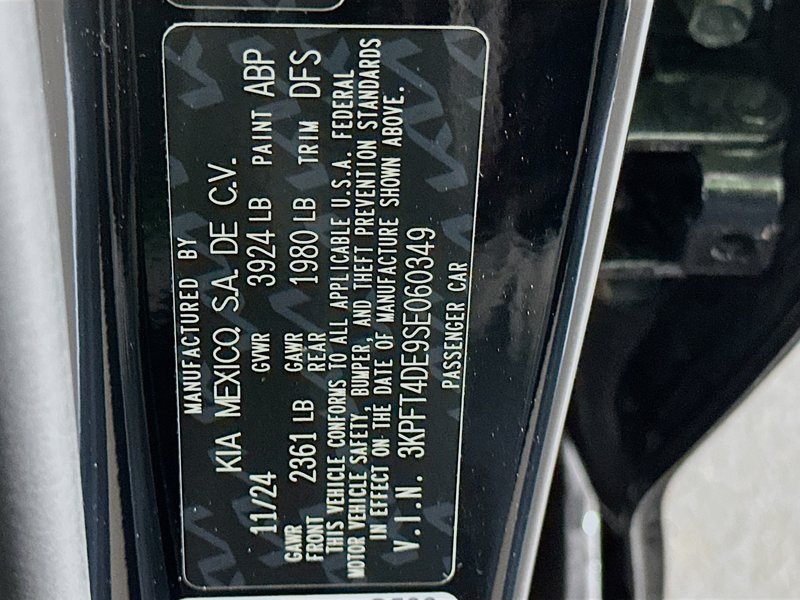 MANUFACTURED BY
KIA MEXICO, S.A. DE C.V.
11/24 GVWR 3924 LB PAINT ABP
GAWR FRONT 2361 LB GAWR REAR 1980 LB TRIM DFS
THIS VEHICLE CONFORMS TO ALL APPLICABLE U.S.A. FEDERAL
MOTOR VEHICLE SAFETY, BUMPER, AND THEFT PREVENTION STANDARDS
IN EFFECT ON THE DATE OF MANUFACTURE SHOWN ABOVE.
V.I.N. 3KPFT4DE9SE060349
PASSENGER CAR